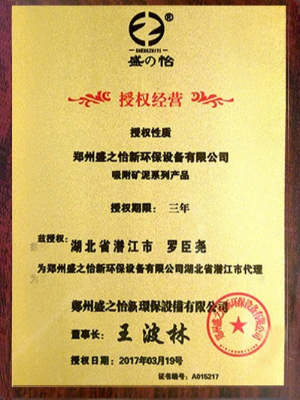 ®
SHENGZHIYI
盛の怡
授权经营
授权性质
郑州盛之怡新环保设备有限公司
吸附矿泥系列产品
授权期限：三年
兹授权：湖北省潜江市 罗臣尧
为郑州盛之怡新环保设备有限公司湖北省潜江市代理
郑州盛之怡新环保设备有限公司
董事长：王波林
授权日期：2017年03月19号
证书编号：A015217